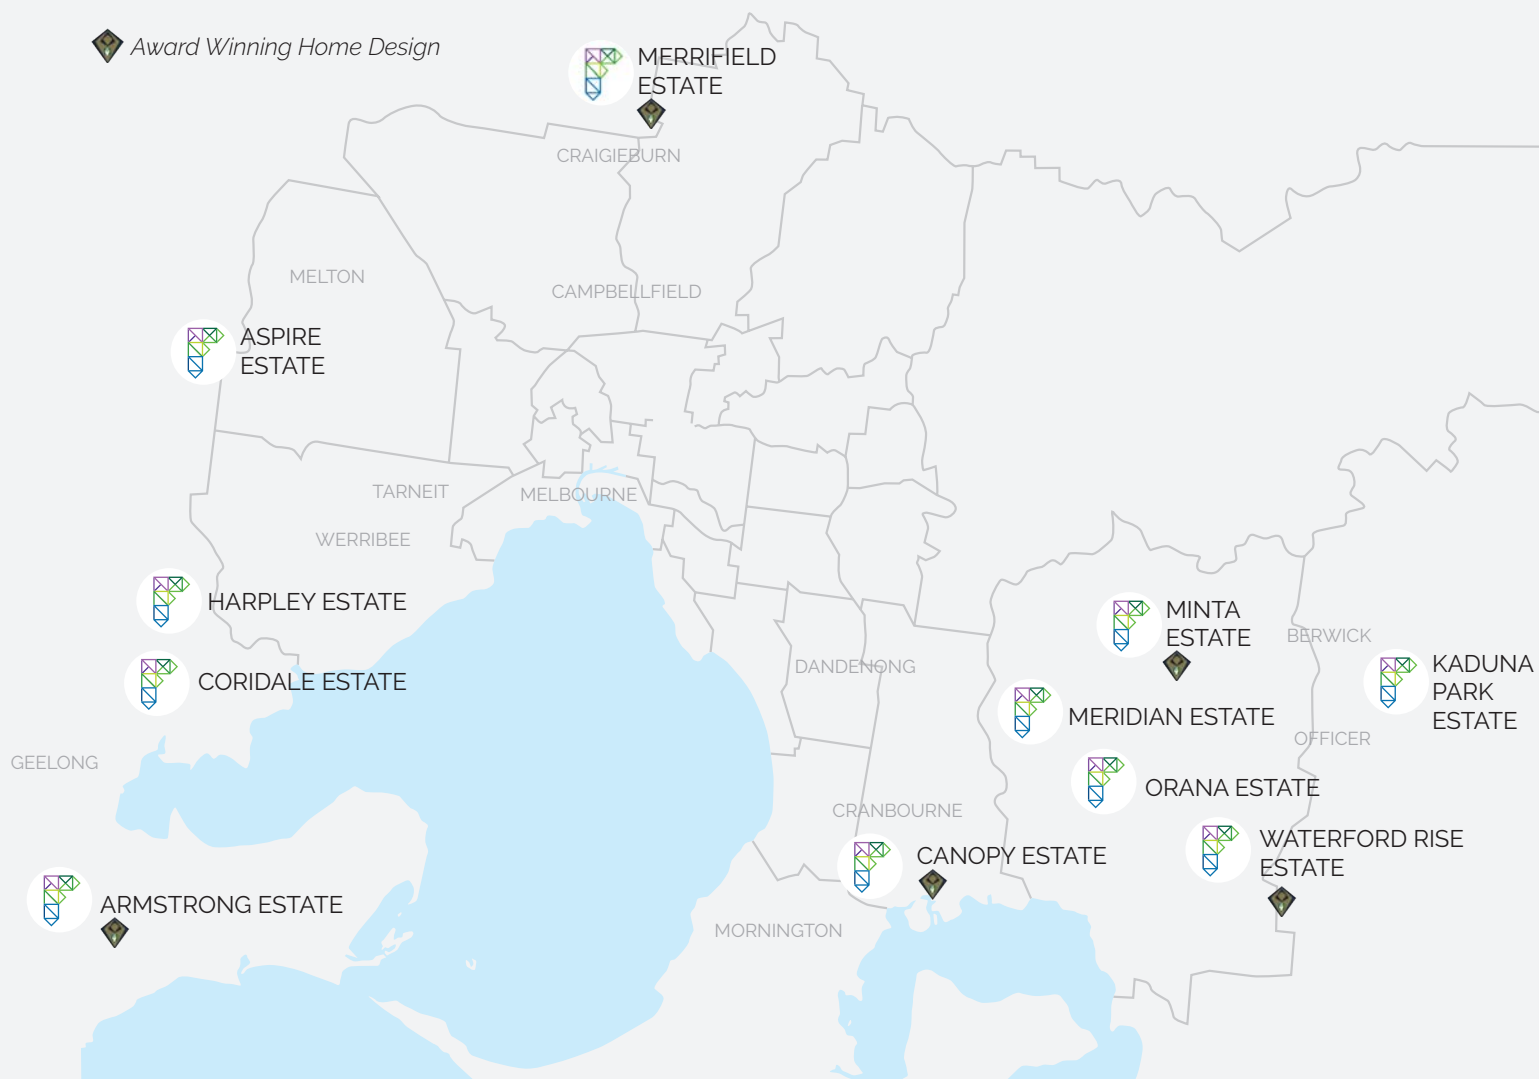 Award Winning Home Design
MERRIFIELD
ESTATE
CRAIGIEBURN
MELTON
CAMPBELLFIELD
ASPIRE
ESTATE
TARNEIT
MELBOURNE
WERRIBEE
HARPLEY ESTATE
MINTA
ESTATE
BERWICK
DANDENONG
KADUNA
PARK
ESTATE
CORIDALE ESTATE
MERIDIAN ESTATE
OFFICER
GEELONG
ORANA ESTATE
CRANBOURNE
WATERFORD RISE
ESTATE
CANOPY ESTATE
ARMSTRONG ESTATE
MORNINGTON